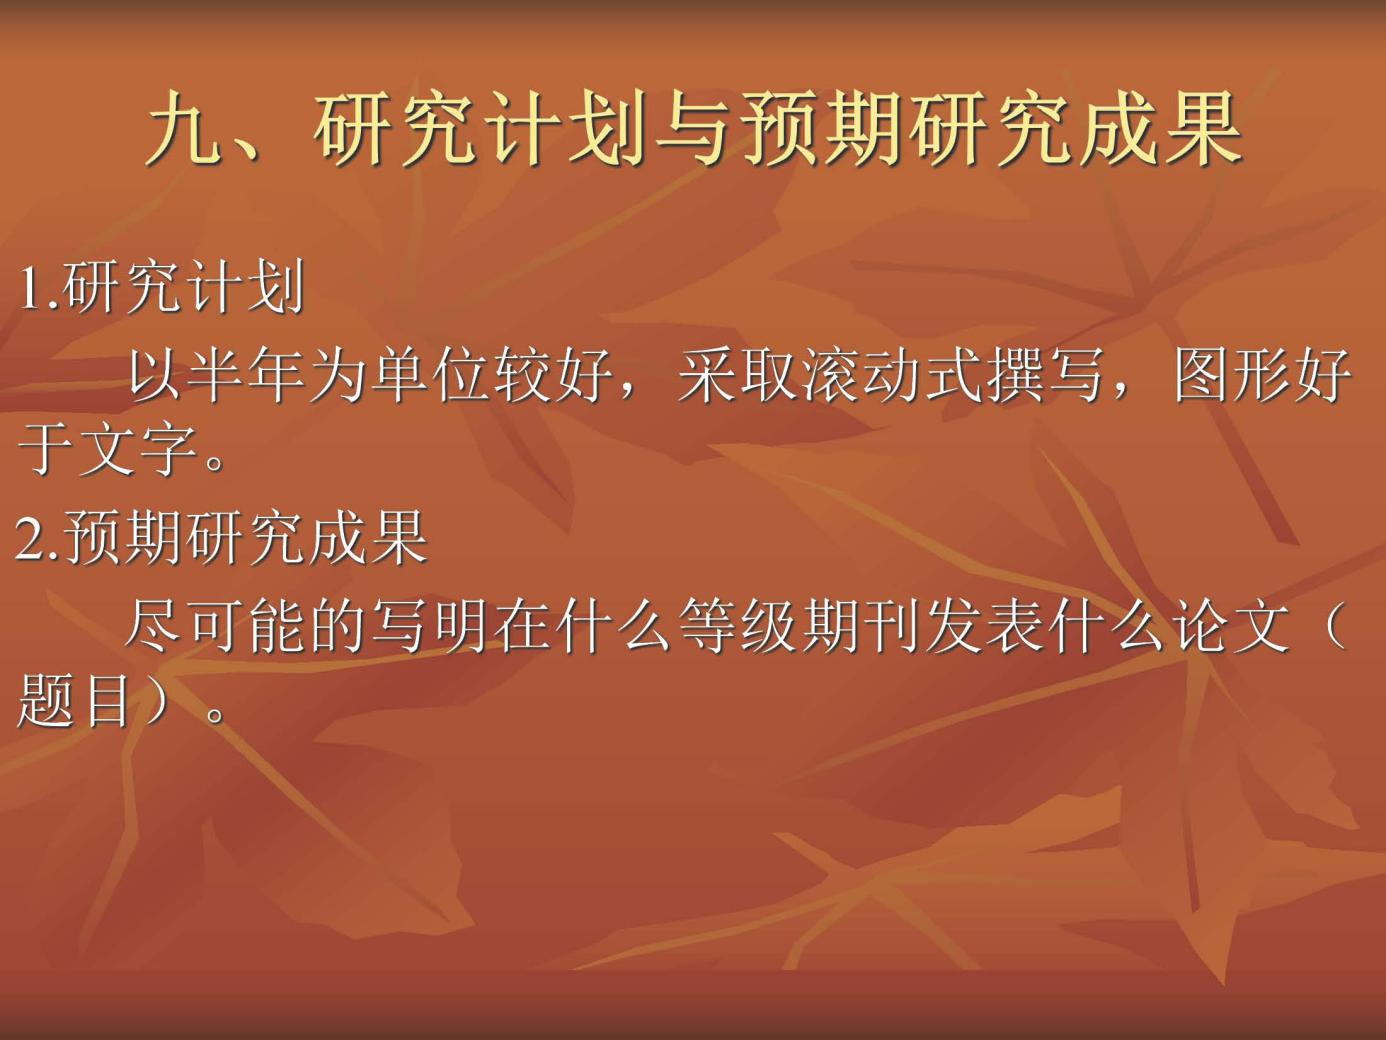 九、研究计划与预期研究成果
1.研究计划
以半年为单位较好，采取滚动式撰写，图形好
于文字。
2.预期研究成果
尽可能的写明在什么等级期刊发表什么论文（
题目）。